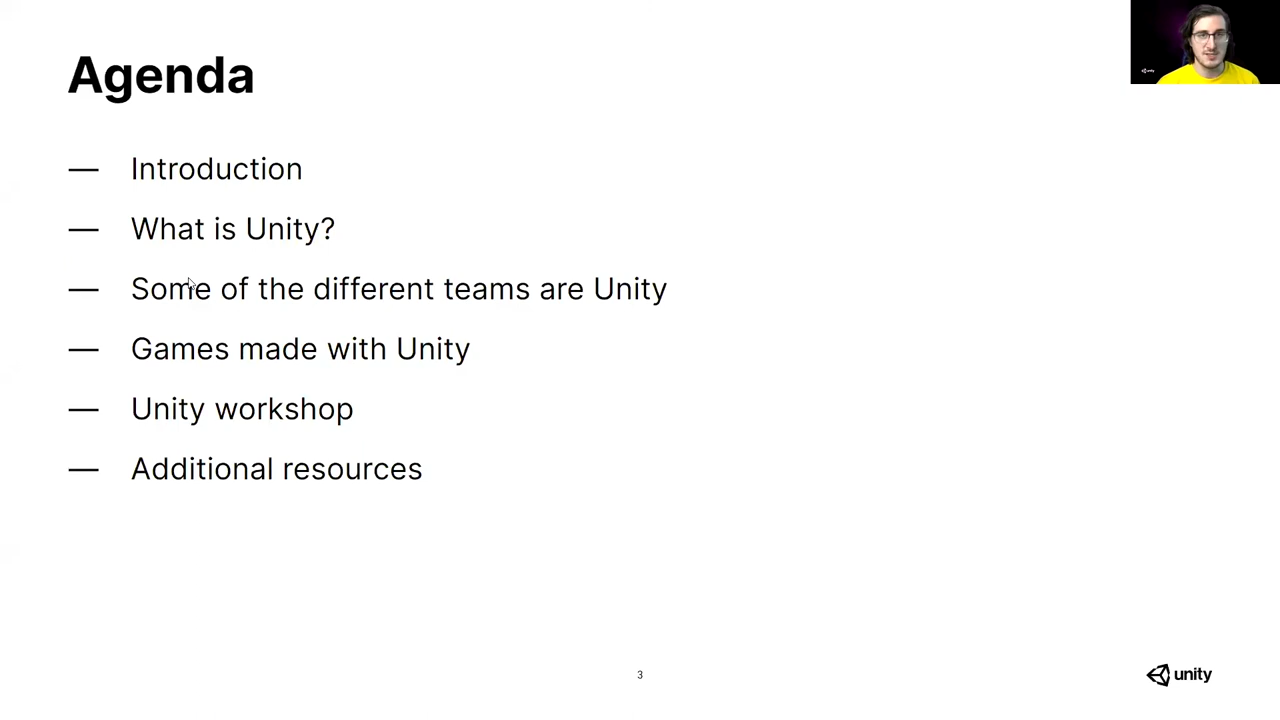 Agenda
— Introduction
— What is Unity?
— Some of the different teams are Unity
— Games made with Unity
— Unity workshop
— Additional resources
3
unity
unity